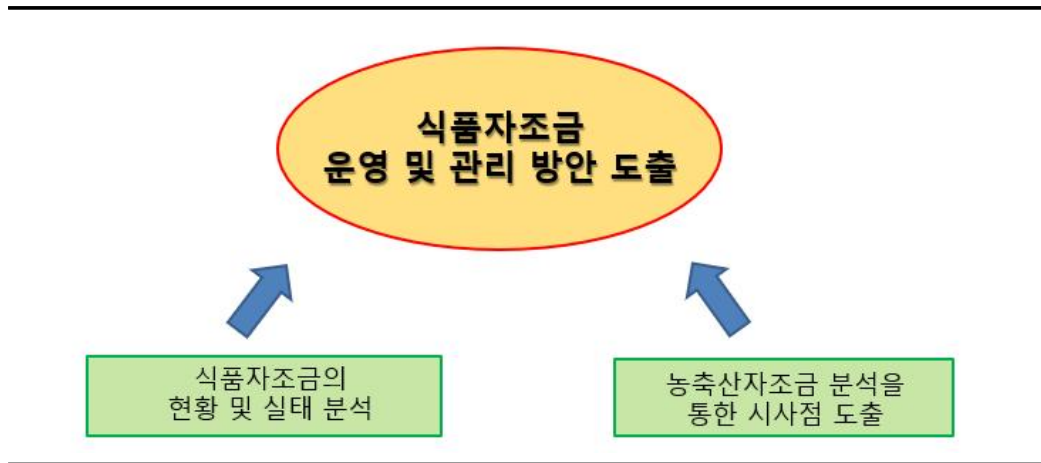 식품자조금
운영 및 관리 방안 도출
식품자조금의
현황 및 실태 분석
농축산자조금 분석을
통한 시사점 도출